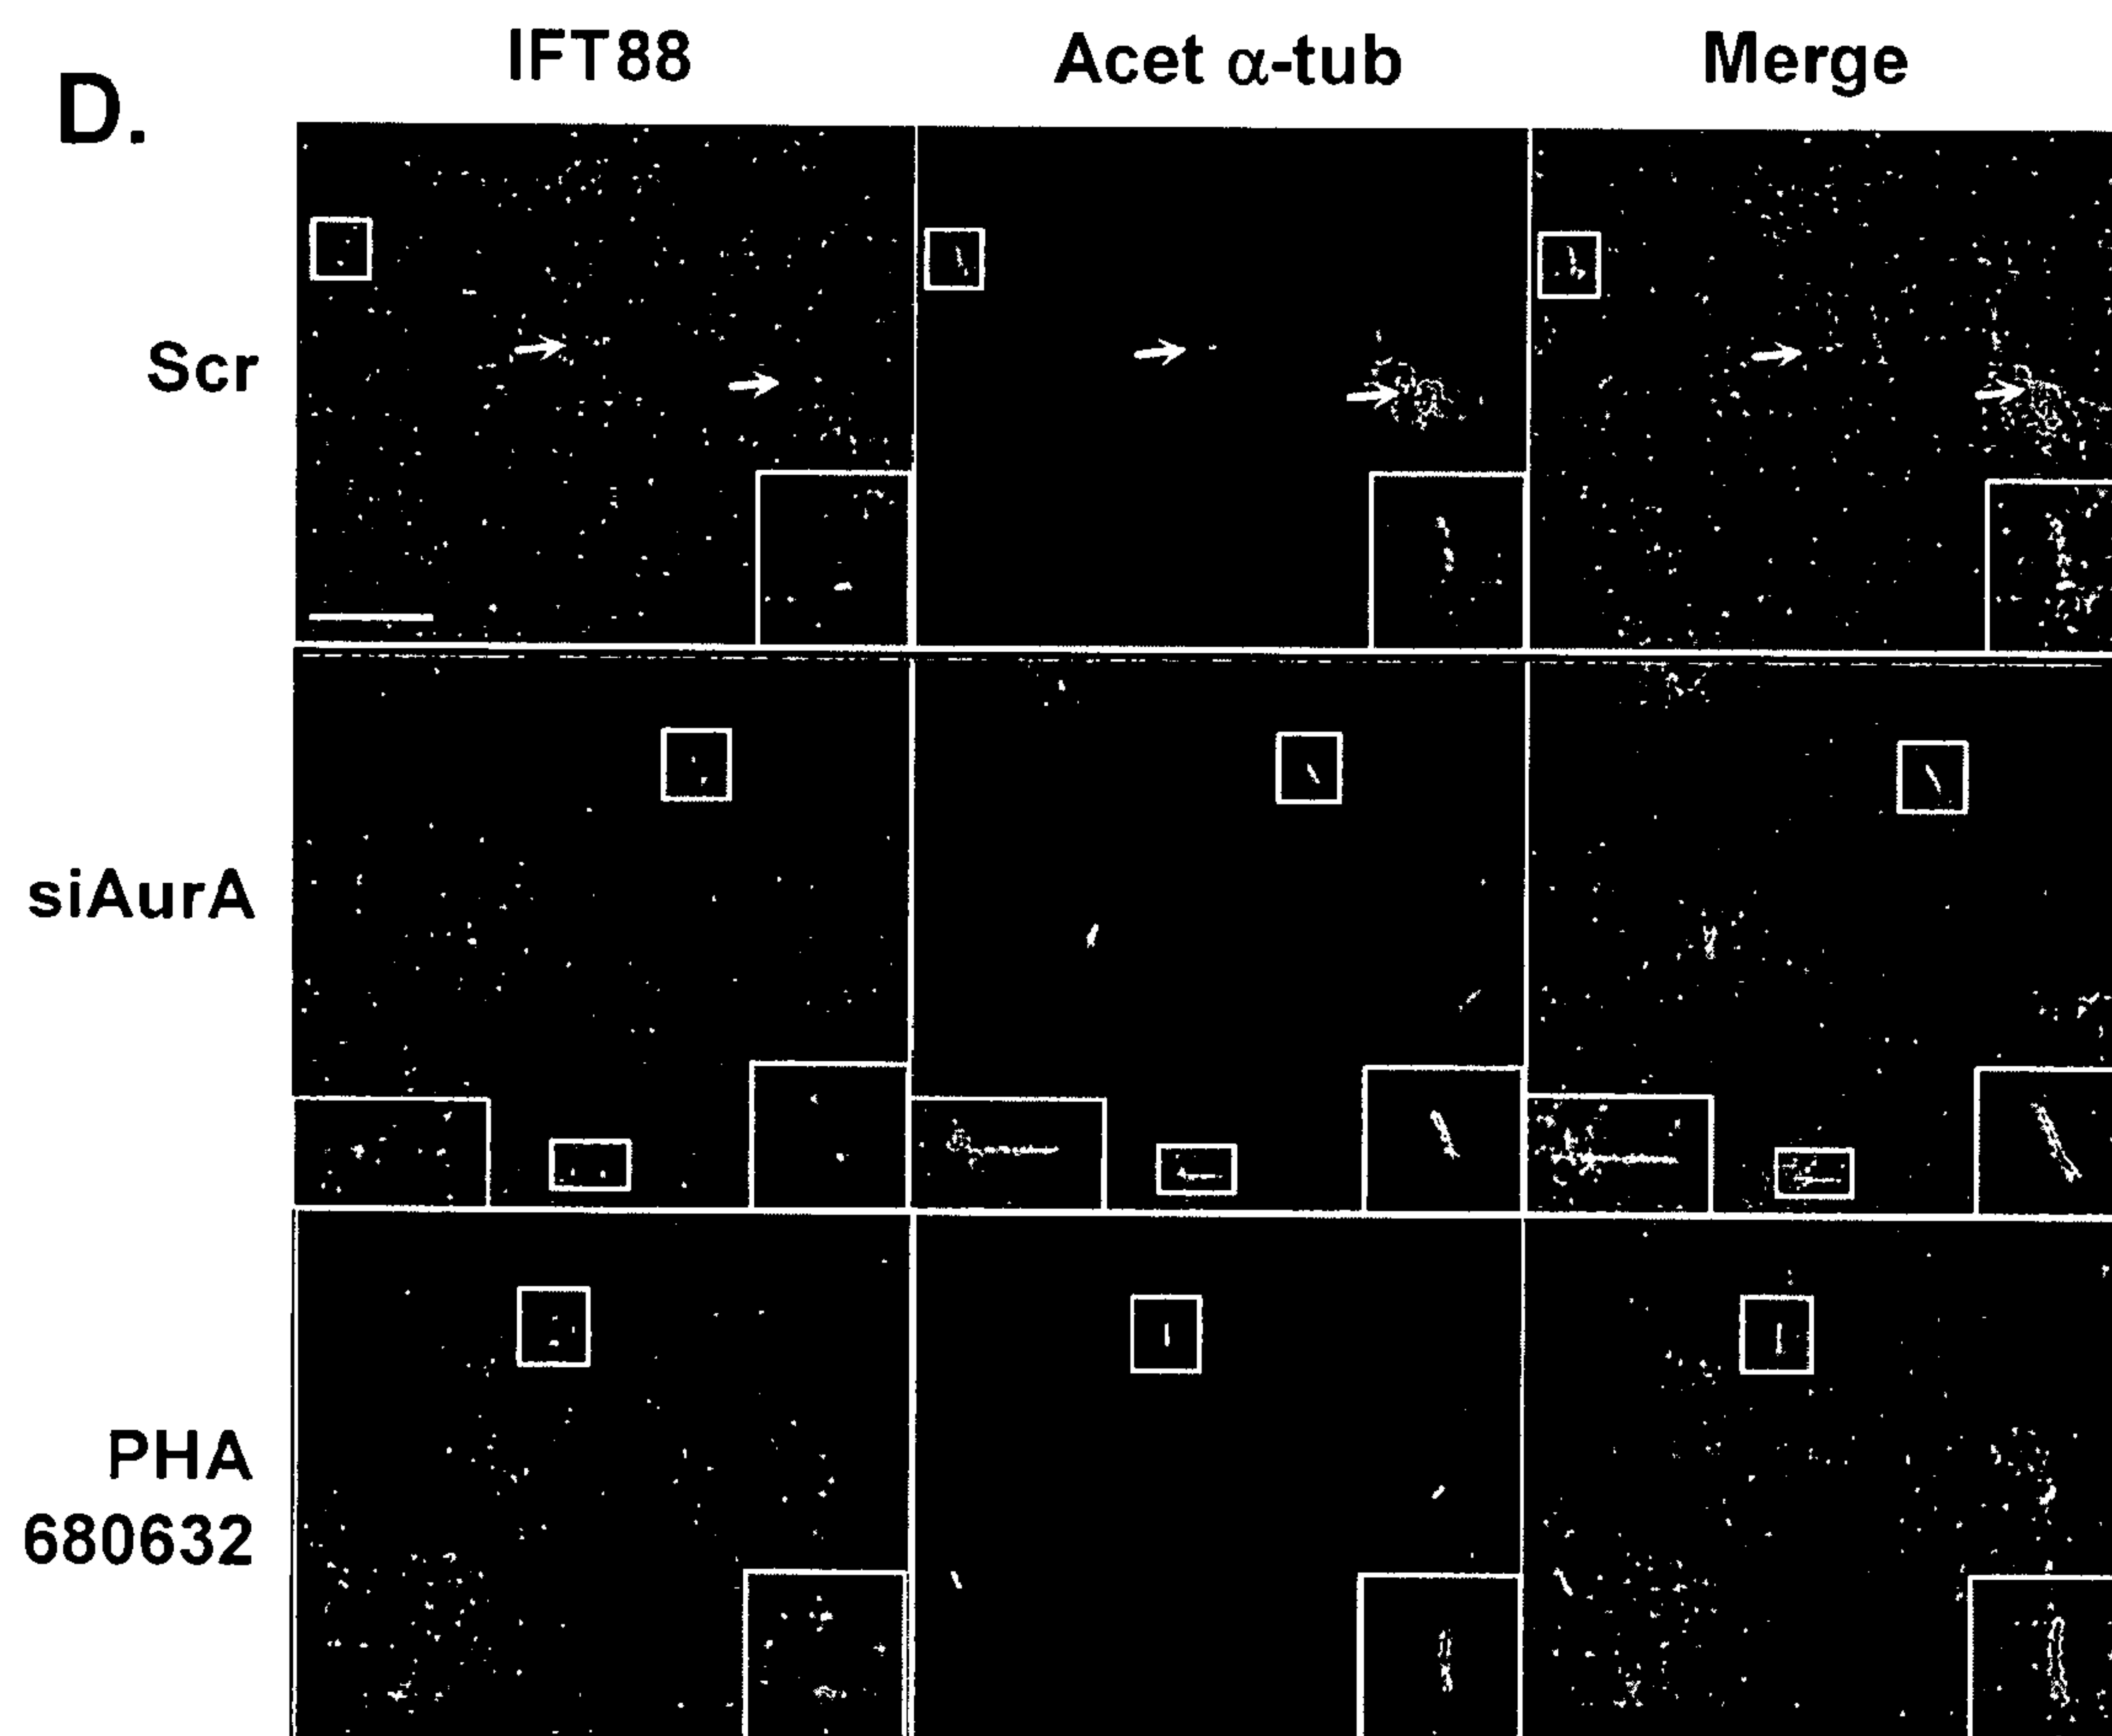 D.
IFT88 Acet α-tub Merge
Scr
siAurA
PHA
680632